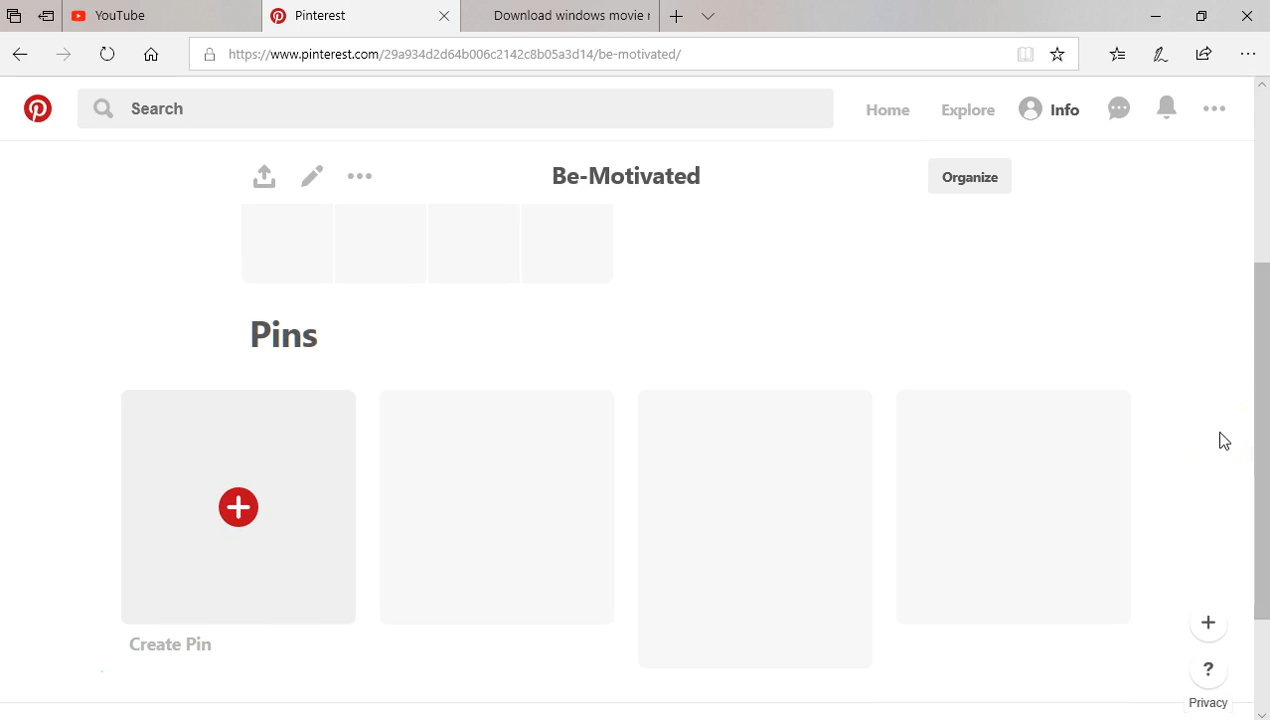 YouTube
Pinterest
Download windows movie
https://www.pinterest.com/29a934d2d64b006c2142c8b05a3d14/be-motivated/
Search
Home
Explore
Info
Be-Motivated
Organize
Pins
Create Pin
Privacy